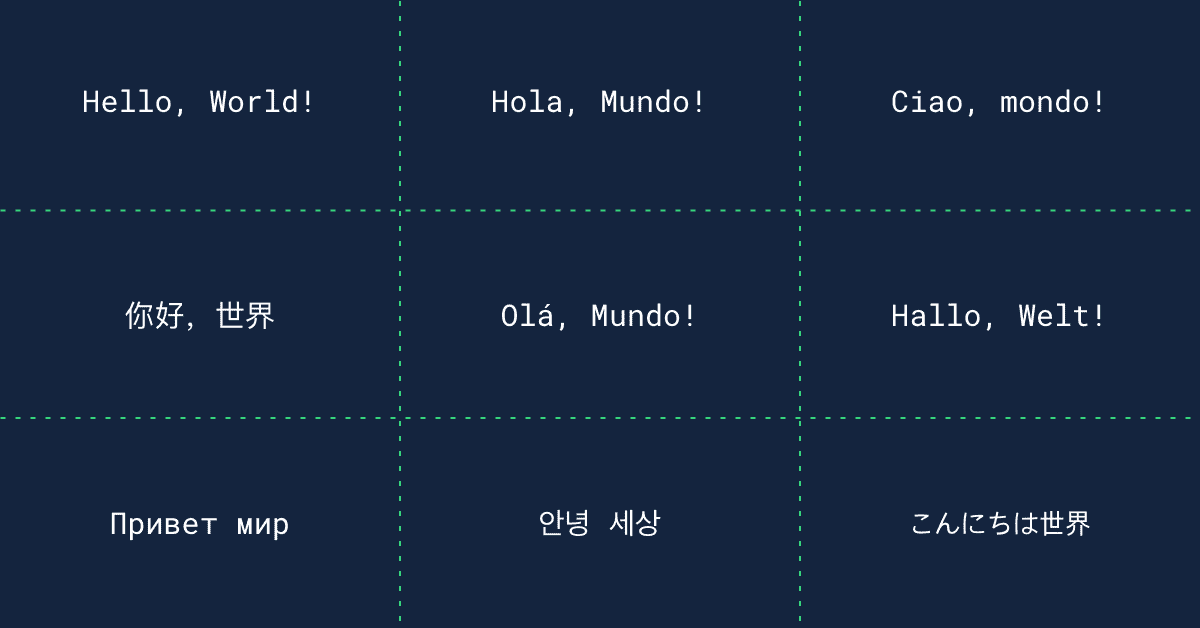 Hello, World!
Hola, Mundo!
Ciao, mondo!
你好, 世界
Olá, Mundo!
Hallo, Welt!
Привет мир
안녕 세상
こんにちは世界